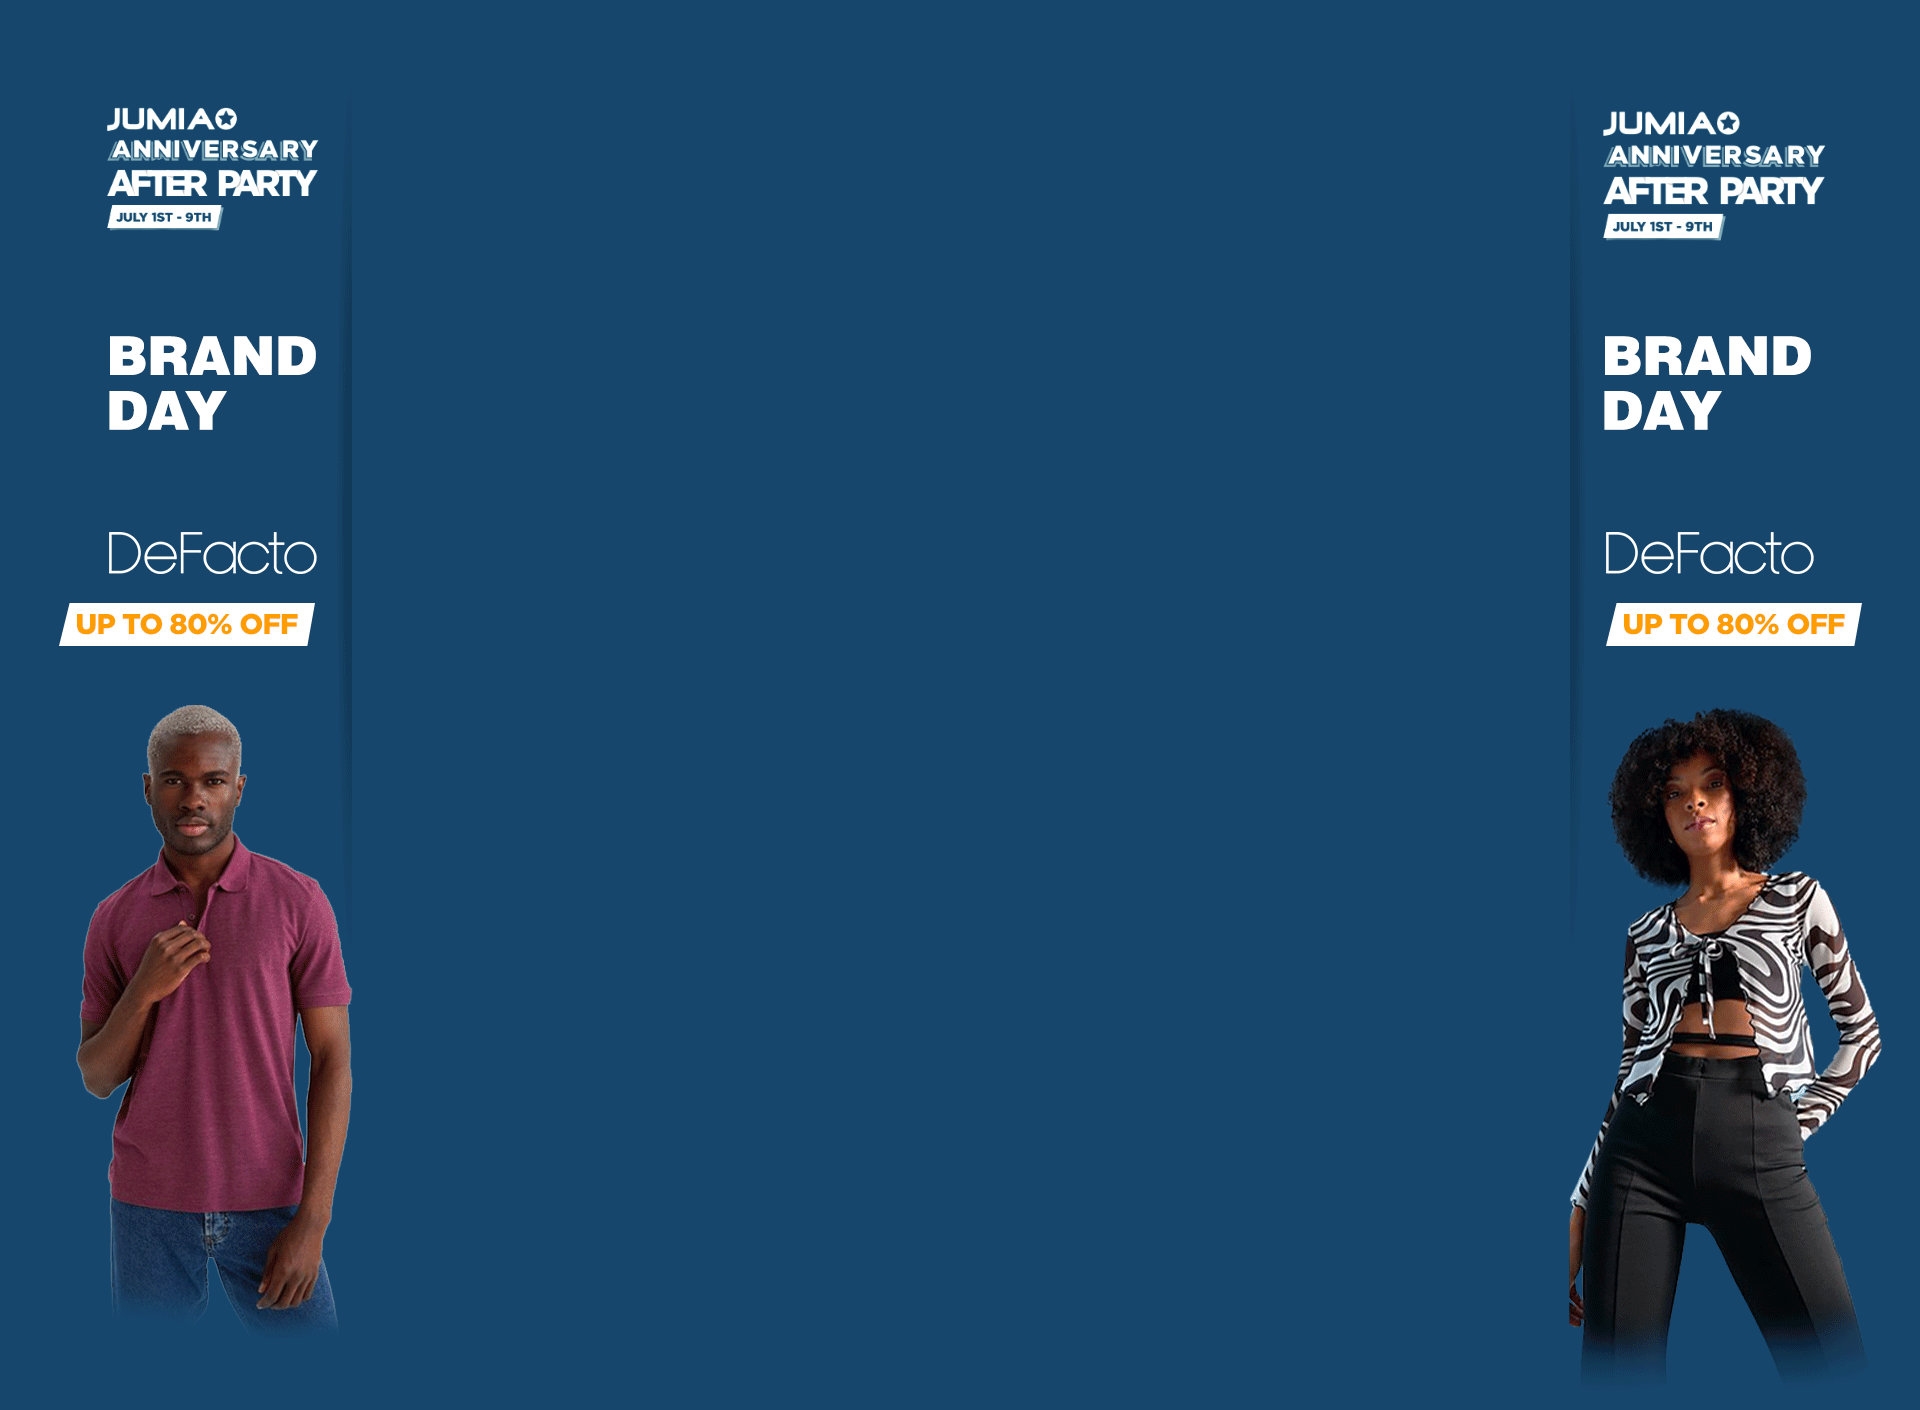 JUMIA
ANNIVERSARY
AFTER PARTY
JULY 1ST - 9TH
BRAND
DAY
DeFacto
UP TO 80% OFF
JUMIA
ANNIVERSARY
AFTER PARTY
JULY 1ST - 9TH
BRAND
DAY
DeFacto
UP TO 80% OFF